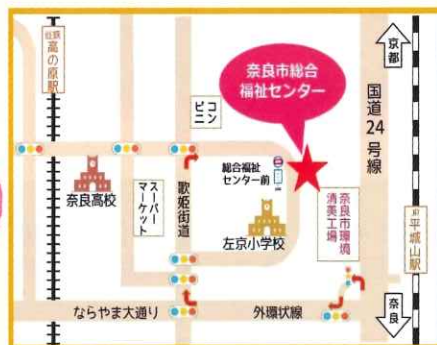 近鉄
高の原駅
奈良市総合
福祉センター
京都
国道24号線
コン
ビニ
総合福祉
センター前
奈良高校
スーパー
マーケット
歌姫街道
左京小学校
奈良市環境
清美工場
JR
平城山駅
ならやま大通り
外環状線
奈良